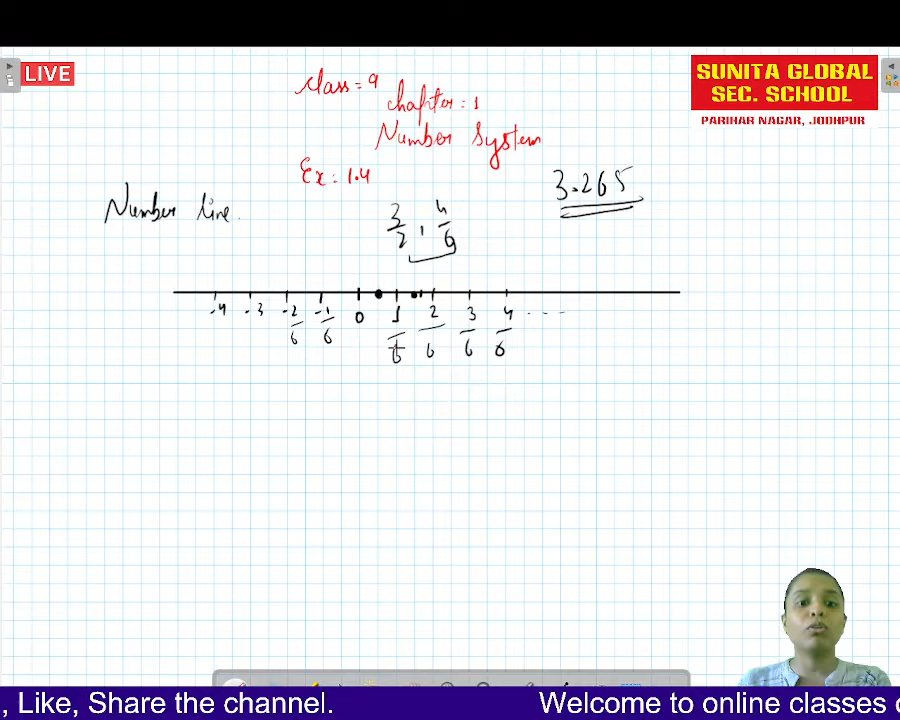 LIVE
Class = 9
Chapter : 1
Number System
Ex : 1.4
SUNITA GLOBAL
SEC. SCHOOL
PARIHAR NAGAR, JODHPUR
3.265
Number line.
3/2 , 4/6
-4 -3 -2/6 -1/6 0 1/6 2/6 3/6 4/6 ....
, Like, Share the channel. Welcome to online classes